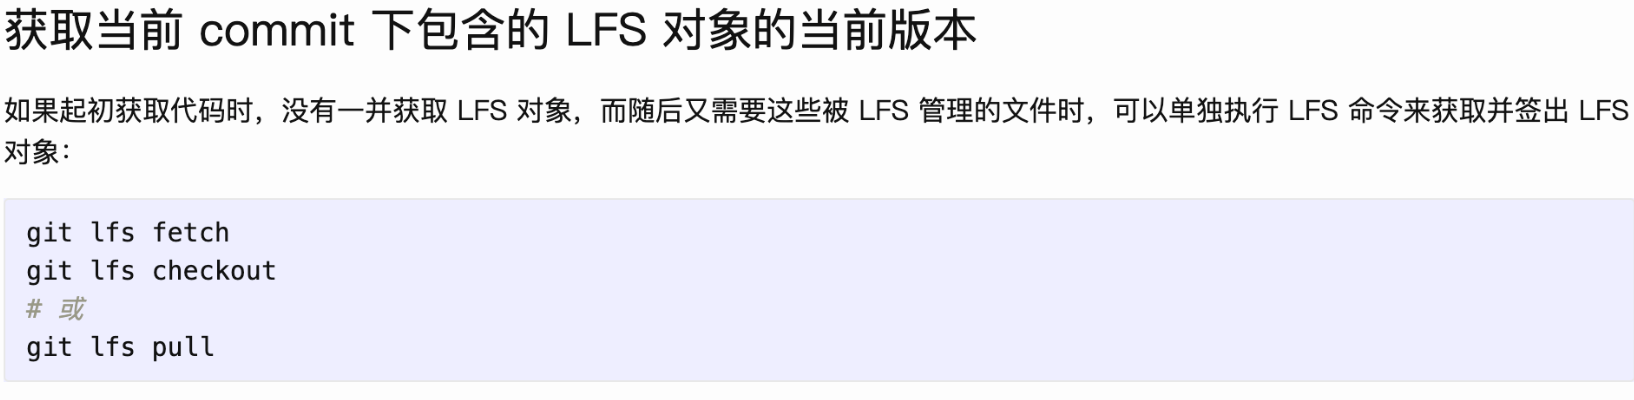 获取当前 commit 下包含的 LFS 对象的当前版本
如果起初获取代码时，没有一并获取 LFS 对象，而随后又需要这些被 LFS 管理的文件时，可以单独执行 LFS 命令来获取并签出 LFS
对象：
git lfs fetch
git lfs checkout
# 或
git lfs pull